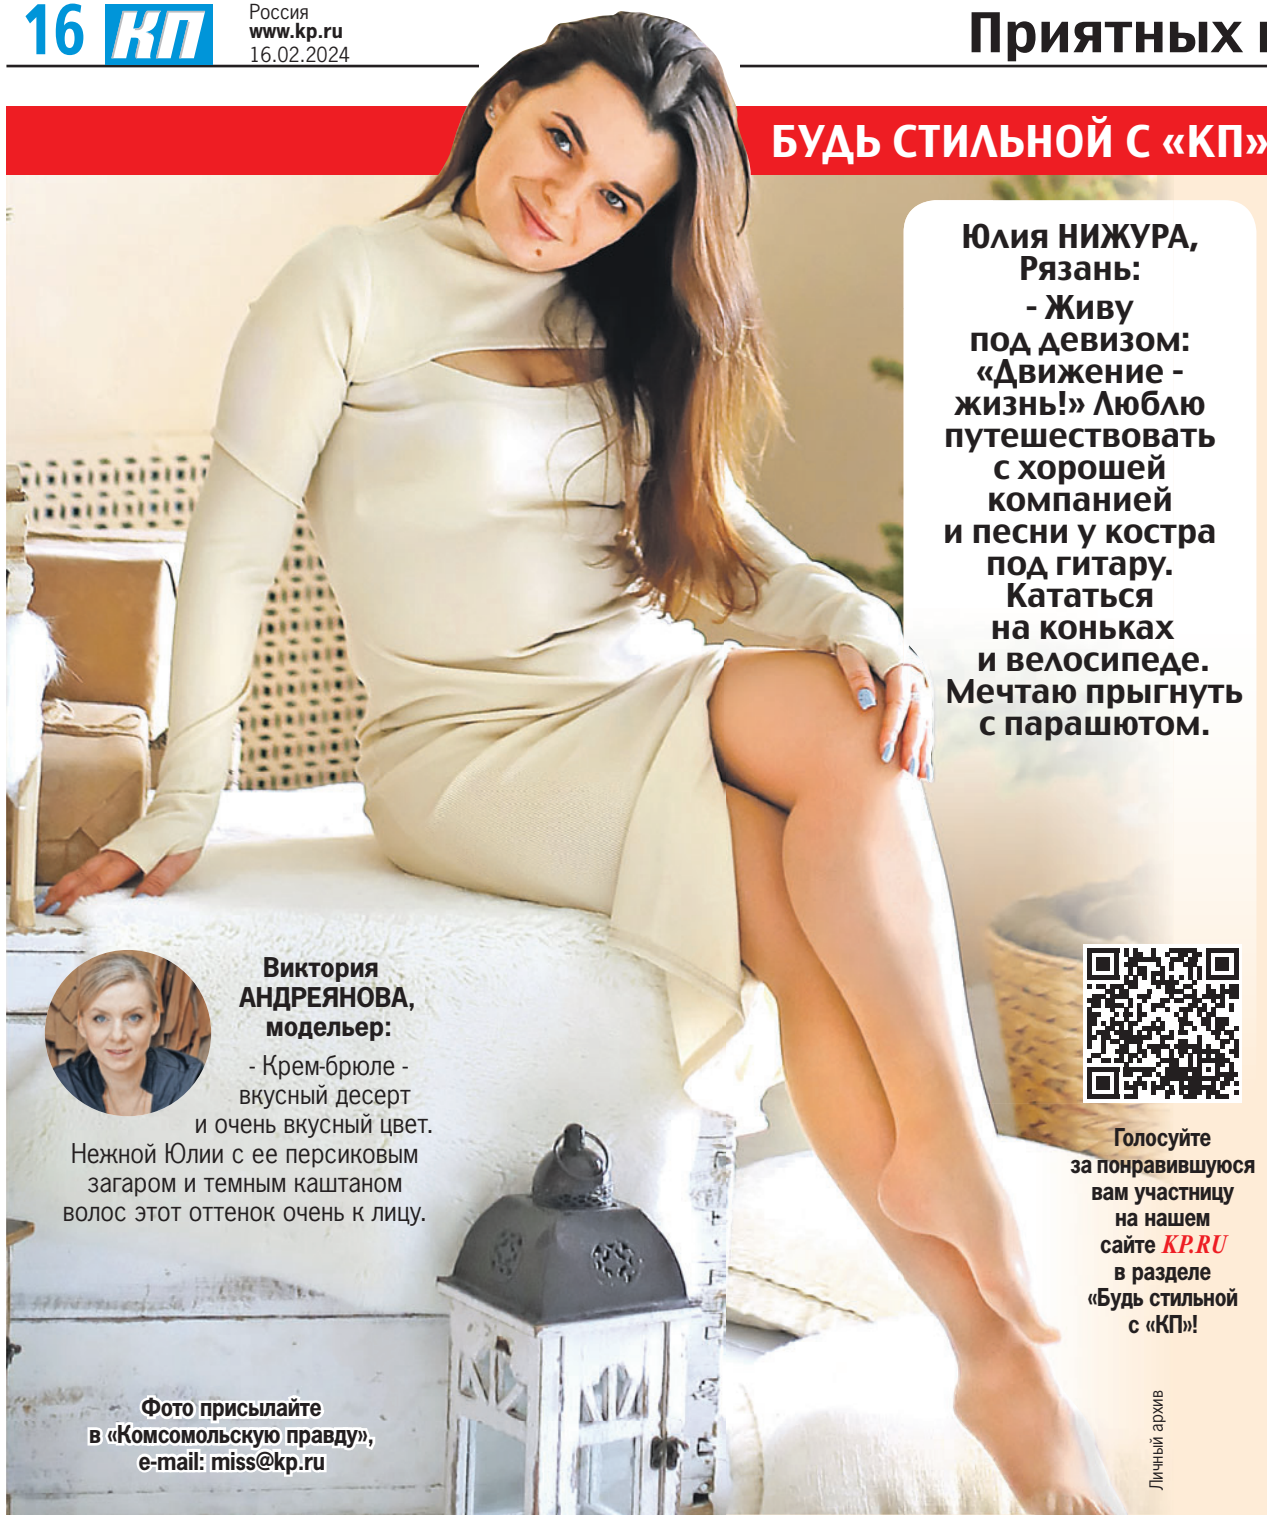 16
КП
Россия
www.kp.ru
16.02.2024
Приятных
БУДЬ СТИЛЬНОЙ С «КП»
Юлия НИЖУРА,
Рязань:
- Живу
под девизом:
«Движение -
жизнь!» Люблю
путешествовать
с хорошей
компанией
и песни у костра
под гитару.
Кататься
на коньках
и велосипеде.
Мечтаю прыгнуть
с парашютом.
Виктория
АНДРЕЯНОВА,
модельер:
- Крем-брюле -
вкусный десерт
и очень вкусный цвет.
Нежной Юлии с ее персиковым
загаром и темным каштаном
волос этот оттенок очень к лицу.
Голосуйте
за понравившуюся
вам участницу
на нашем
сайте KP.RU
в разделе
«Будь стильной
с «КП»!
Фото присылайте
в «Комсомольскую правду»,
e-mail: miss@kp.ru
Личный архив